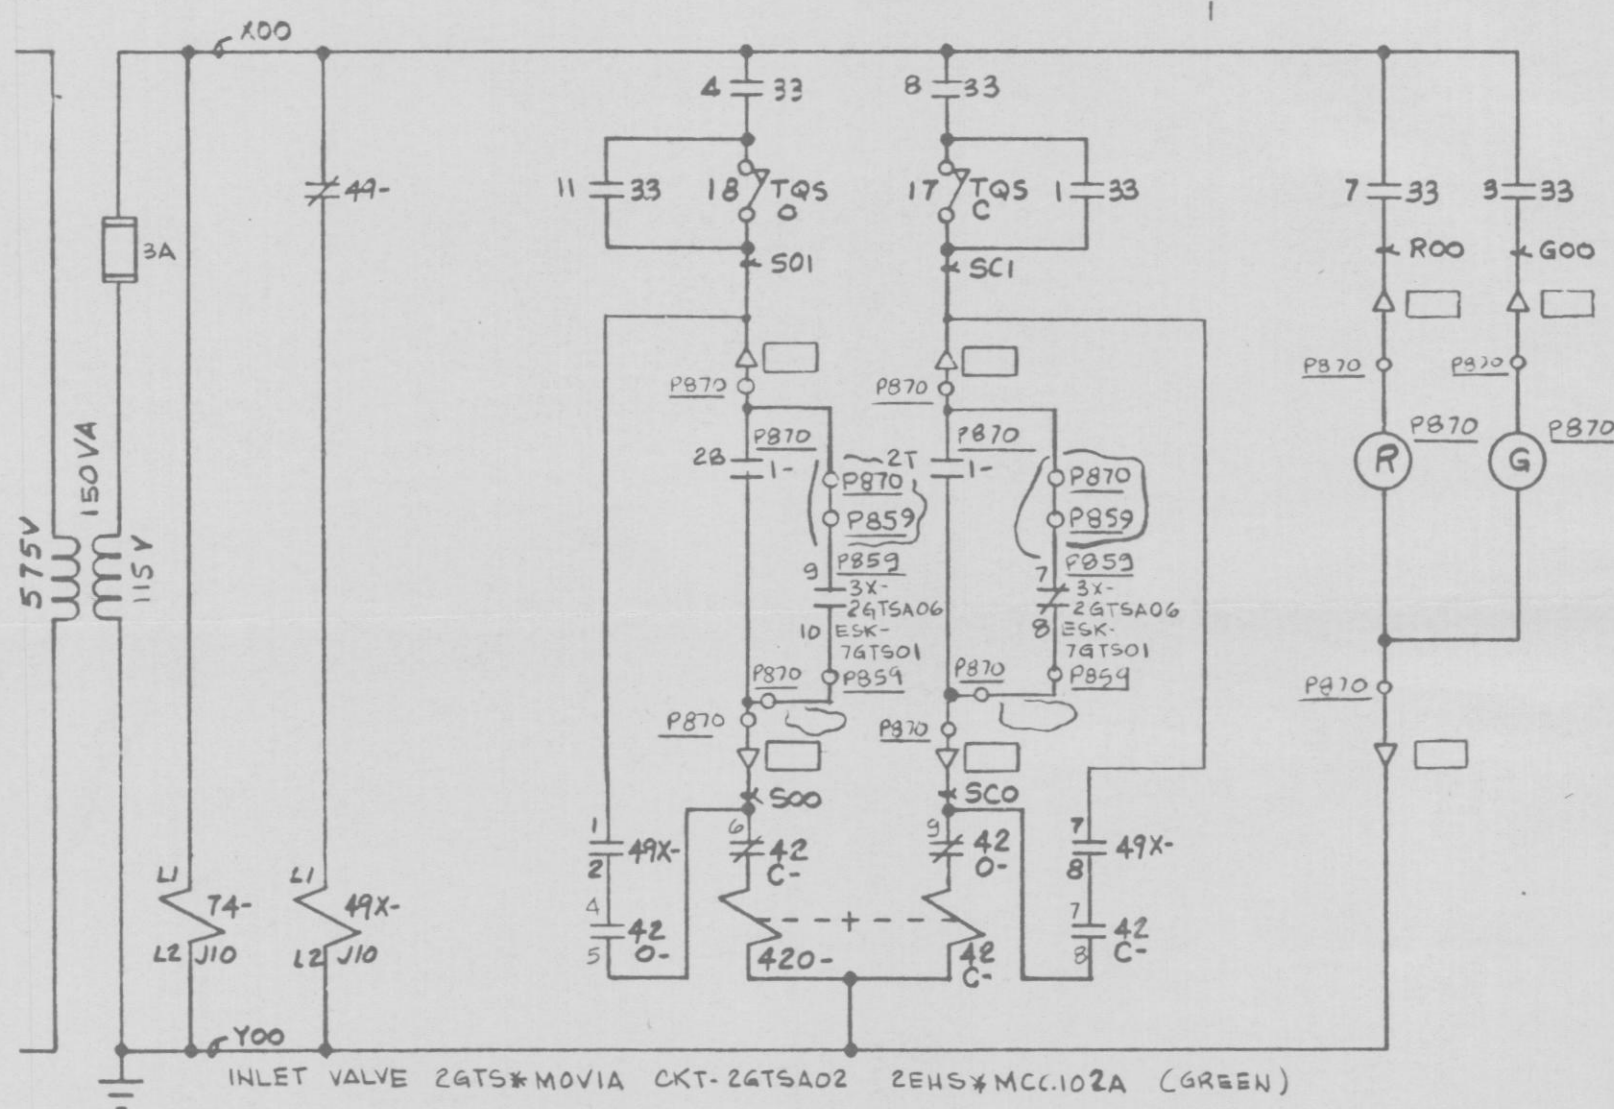 X00
4 33
8 33
49-
11 33
18 TQS
O
17 TQS
C
1 33
7 33
3 33
3A
S01
SC1
R00
G00
P870
P870
P870
P870
P870
P870
P870
P870
2B 1-
2T 1-
R
G
P870
P859
P870
P859
575V
150VA
115V
9 P859
3X-
2GTSA06
10 ESK-
7GTS01
7 P859
3X-
2GTSA06
8 ESK-
7GTS01
P870
P859
P870
P859
P870
P870
P870
S00
SC0
1
2 49X-
6 42
C-
9 42
O-
7
8 49X-
L1
74-
L2 J10
L1
49X-
L2 J10
4
42
5 O-
420-
42
C-
7
42
8 C-
Y00
INLET VALVE 2GTS*MOV1A CKT-2GTSA02 2EHS*MCC102A (GREEN)